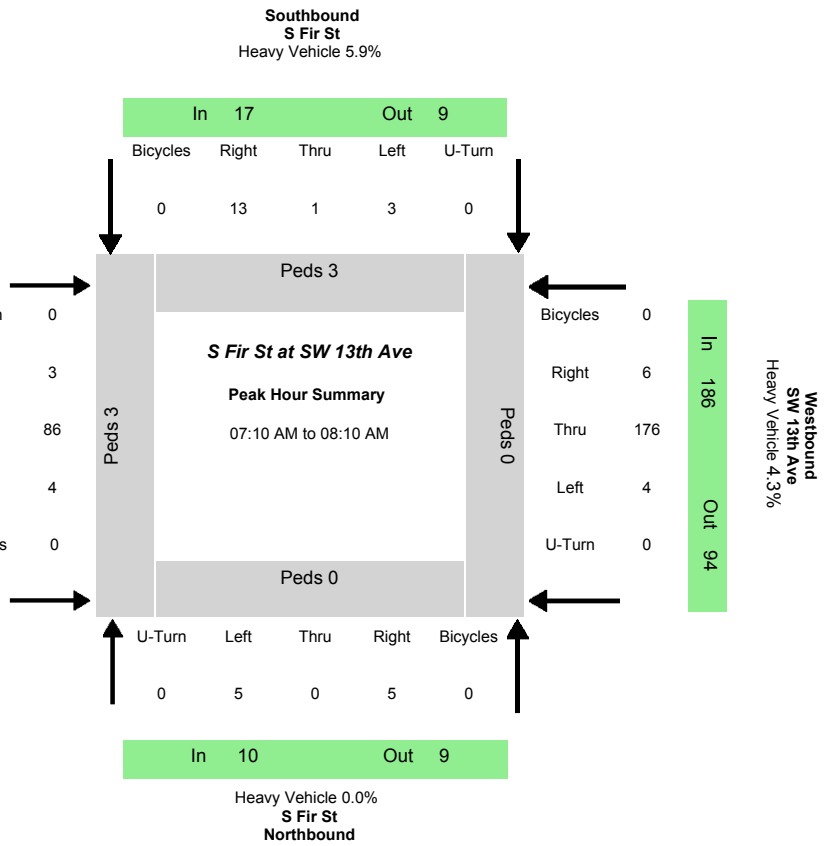 Southbound
S Fir St
Heavy Vehicle 5.9%
In 17 Out 9
Bicycles Right Thru Left U-Turn
0 13 1 3 0
Peds 3
0
3
86
4
0
Peds 3
S Fir St at SW 13th Ave
Peak Hour Summary
07:10 AM to 08:10 AM
Peds 0
Bicycles 0
Right 6
Thru 176
Left 4
U-Turn 0
In 186 Out 94
Westbound
SW 13th Ave
Heavy Vehicle 4.3%
Peds 0
U-Turn Left Thru Right Bicycles
0 5 0 5 0
In 10 Out 9
Heavy Vehicle 0.0%
S Fir St
Northbound